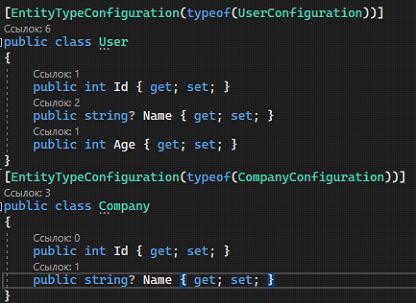 [EntityTypeConfiguration(typeof(UserConfiguration))]
Ссылок: 6
public class User
{
Ссылок: 1
public int Id { get; set; }
Ссылок: 2
public string? Name { get; set; }
Ссылок: 1
public int Age { get; set; }
}
[EntityTypeConfiguration(typeof(CompanyConfiguration))]
Ссылок: 3
public class Company
{
Ссылок: 0
public int Id { get; set; }
Ссылок: 1
public string? Name { get; set; }
}